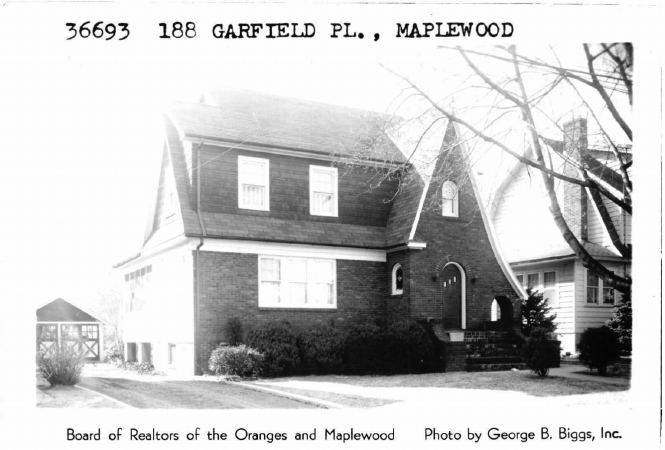 36693 188 GARFIELD PL., MAPLEWOOD
Board of Realtors of the Oranges and Maplewood Photo by George B. Biggs, Inc.